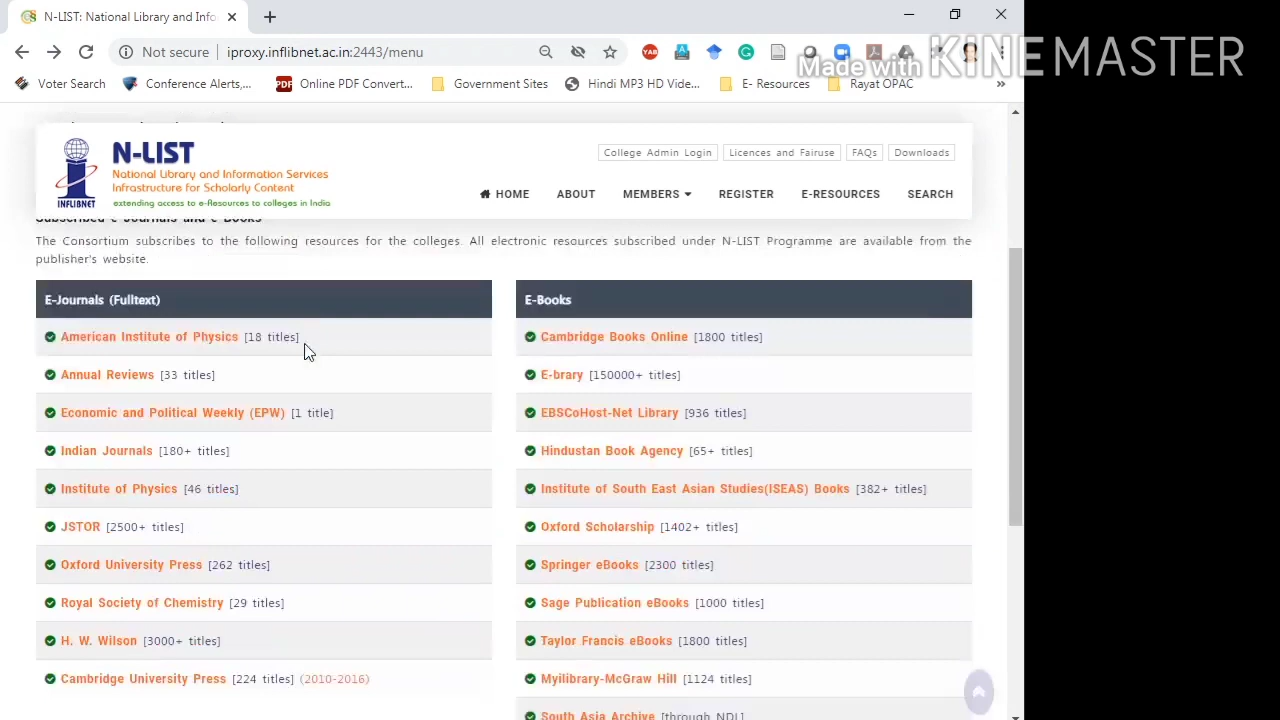 N-LIST: National Library and Info
Not secure
iproxy.inflibnet.ac.in:2443/menu
Made with KINEMASTER
YAB
Voter Search
Conference Alerts,...
PDF
Online PDF Convert...
Government Sites
Hindi MP3 HD Video...
E- Resources
Rayat OPAC
»
INFLIBNET
N-LIST
National Library and Information Services
Infrastructure for Scholarly Content
extending access to e-Resources to colleges in India
College Admin Login
Licences and Fairuse
FAQs
Downloads
HOME
ABOUT
MEMBERS
REGISTER
E-RESOURCES
SEARCH
Subscribed e-Journals and e-Books
The Consortium subscribes to the following resources for the colleges. All electronic resources subscribed under N-LIST Programme are available from the
publisher's website.
E-Journals (Fulltext)
American Institute of Physics [18 titles]
Annual Reviews [33 titles]
Economic and Political Weekly (EPW) [1 title]
Indian Journals [180+ titles]
Institute of Physics [46 titles]
JSTOR [2500+ titles]
Oxford University Press [262 titles]
Royal Society of Chemistry [29 titles]
H. W. Wilson [3000+ titles]
Cambridge University Press [224 titles] (2010-2016)
E-Books
Cambridge Books Online [1800 titles]
E-brary [150000+ titles]
EBSCoHost-Net Library [936 titles]
Hindustan Book Agency [65+ titles]
Institute of South East Asian Studies(ISEAS) Books [382+ titles]
Oxford Scholarship [1402+ titles]
Springer eBooks [2300 titles]
Sage Publication eBooks [1000 titles]
Taylor Francis eBooks [1800 titles]
Myilibrary-McGraw Hill [1124 titles]
South Asia Archive [through NDL]